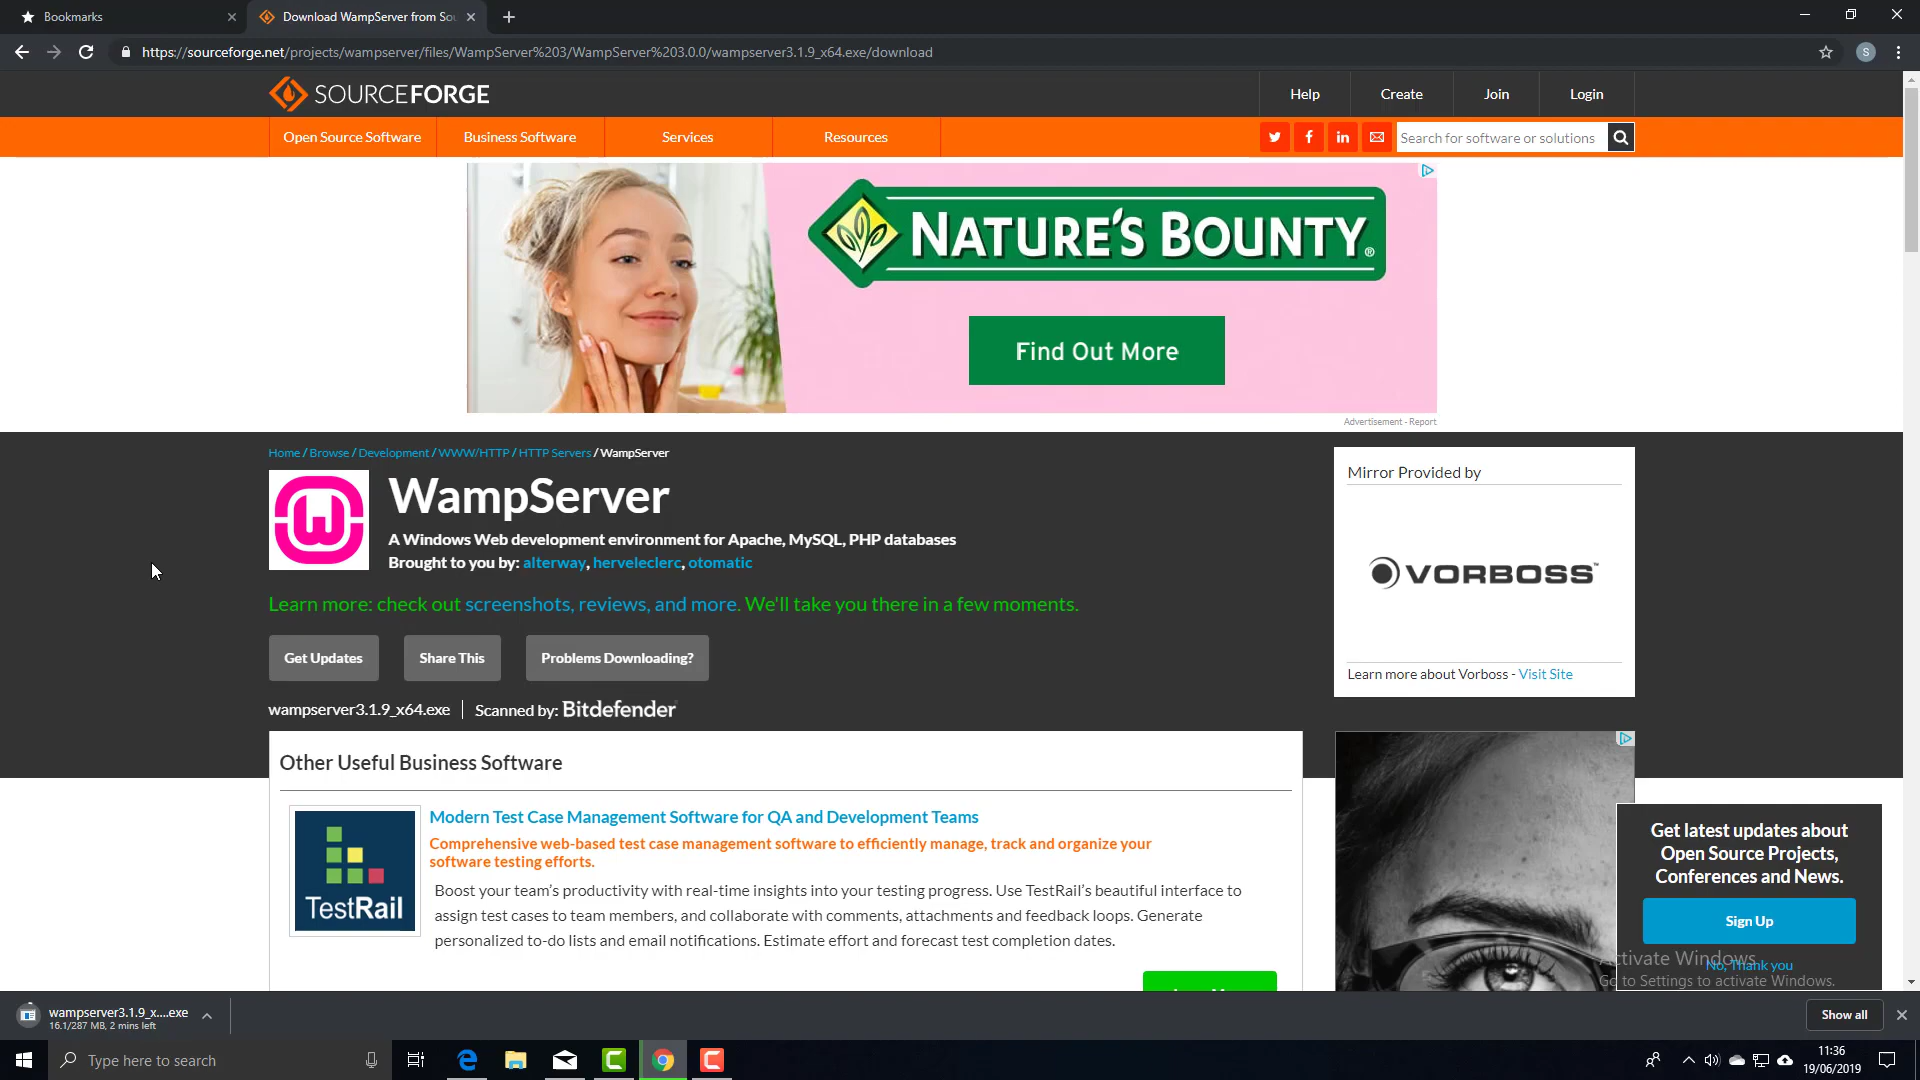 Bookmarks
Download WampServer from Sou
https://sourceforge.net/projects/wampserver/files/WampServer%203/WampServer%203.0.0/wampserver3.1.9_x64.exe/download
S
SOURCEFORGE
Help
Create
Join
Login
Open Source Software
Business Software
Services
Resources
Search for software or solutions
NATURE'S BOUNTY®
Find Out More
Advertisement - Report
Home / Browse / Development / WWW/HTTP / HTTP Servers / WampServer
WampServer
A Windows Web development environment for Apache, MySQL, PHP databases
Brought to you by: alterway, herveleclerc, otomatic
Learn more: check out screenshots, reviews, and more. We'll take you there in a few moments.
Get Updates
Share This
Problems Downloading?
wampserver3.1.9_x64.exe
Scanned by: Bitdefender
Mirror Provided by
VORBOSS™
Learn more about Vorboss - Visit Site
Other Useful Business Software
TestRail
Modern Test Case Management Software for QA and Development Teams
Comprehensive web-based test case management software to efficiently manage, track and organize your
software testing efforts.
Boost your team's productivity with real-time insights into your testing progress. Use TestRail's beautiful interface to
assign test cases to team members, and collaborate with comments, attachments and feedback loops. Generate
personalized to-do lists and email notifications. Estimate effort and forecast test completion dates.
Get latest updates about
Open Source Projects,
Conferences and News.
Sign Up
No, Thank you
Activate Windows
Go to Settings to activate Windows.
wampserver3.1.9_x....exe
16.1/287 MB, 2 mins left
Show all
Type here to search
11:36
19/06/2019